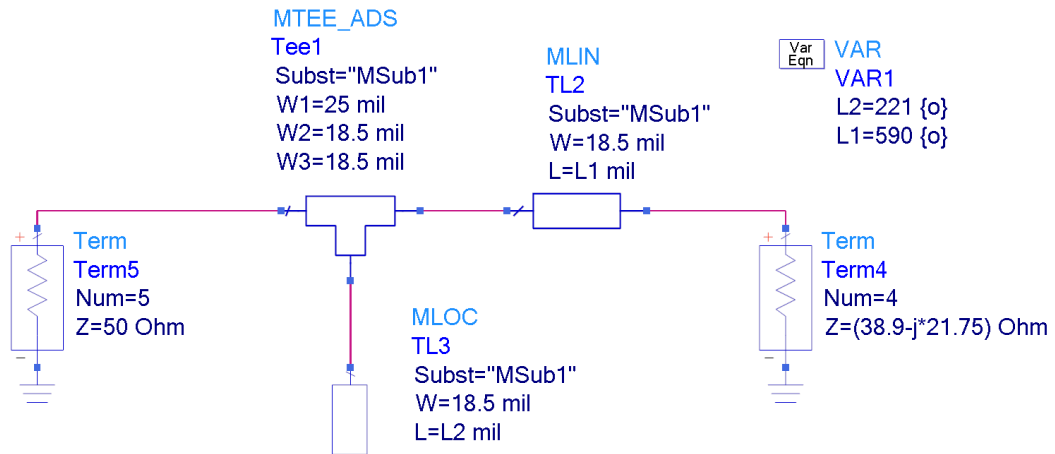 MTEE_ADS
Tee1
Subst="MSub1"
W1=25 mil
W2=18.5 mil
W3=18.5 mil
MLIN
TL2
Subst="MSub1"
W=18.5 mil
L=L1 mil
Var
Eqn
VAR
VAR1
L2=221 {o}
L1=590 {o}
+
Term
Term5
Num=5
Z=50 Ohm
-
MLOC
TL3
Subst="MSub1"
W=18.5 mil
L=L2 mil
+
Term
Term4
Num=4
Z=(38.9-j*21.75) Ohm
-